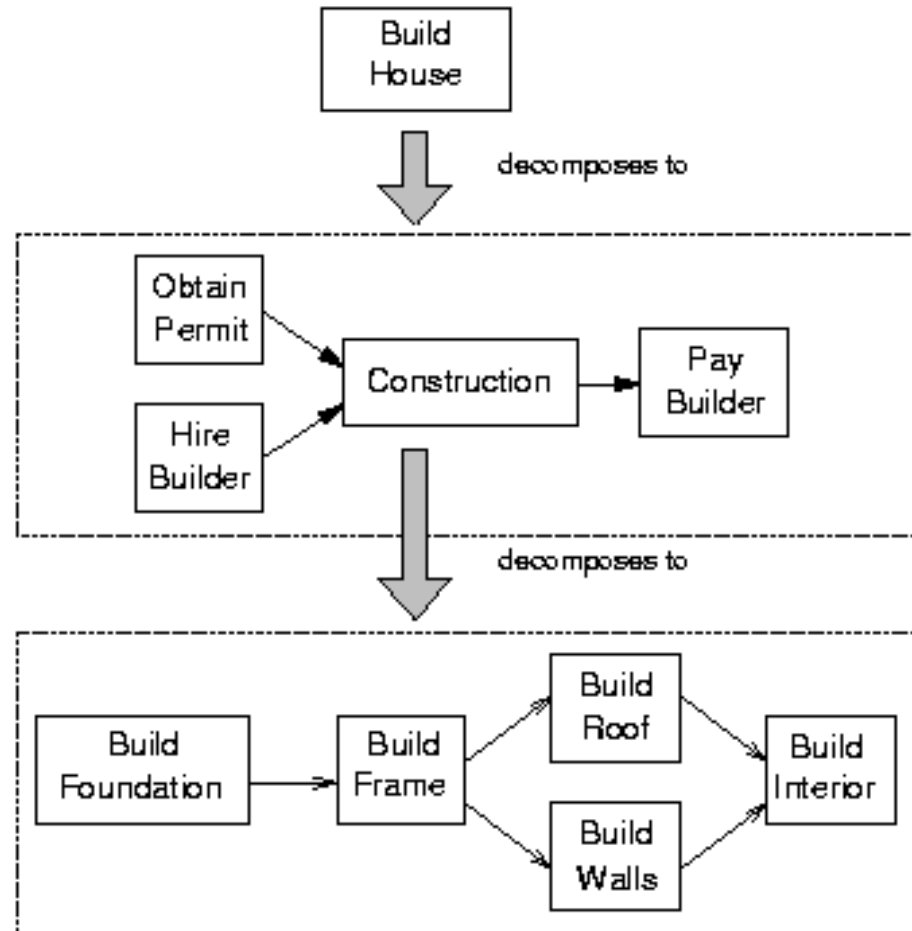 Build
House
decomposes to
Obtain
Permit
Construction
Pay
Builder
Hire
Builder
decomposes to
Build
Foundation
Build
Frame
Build
Roof
Build
Walls
Build
Interior